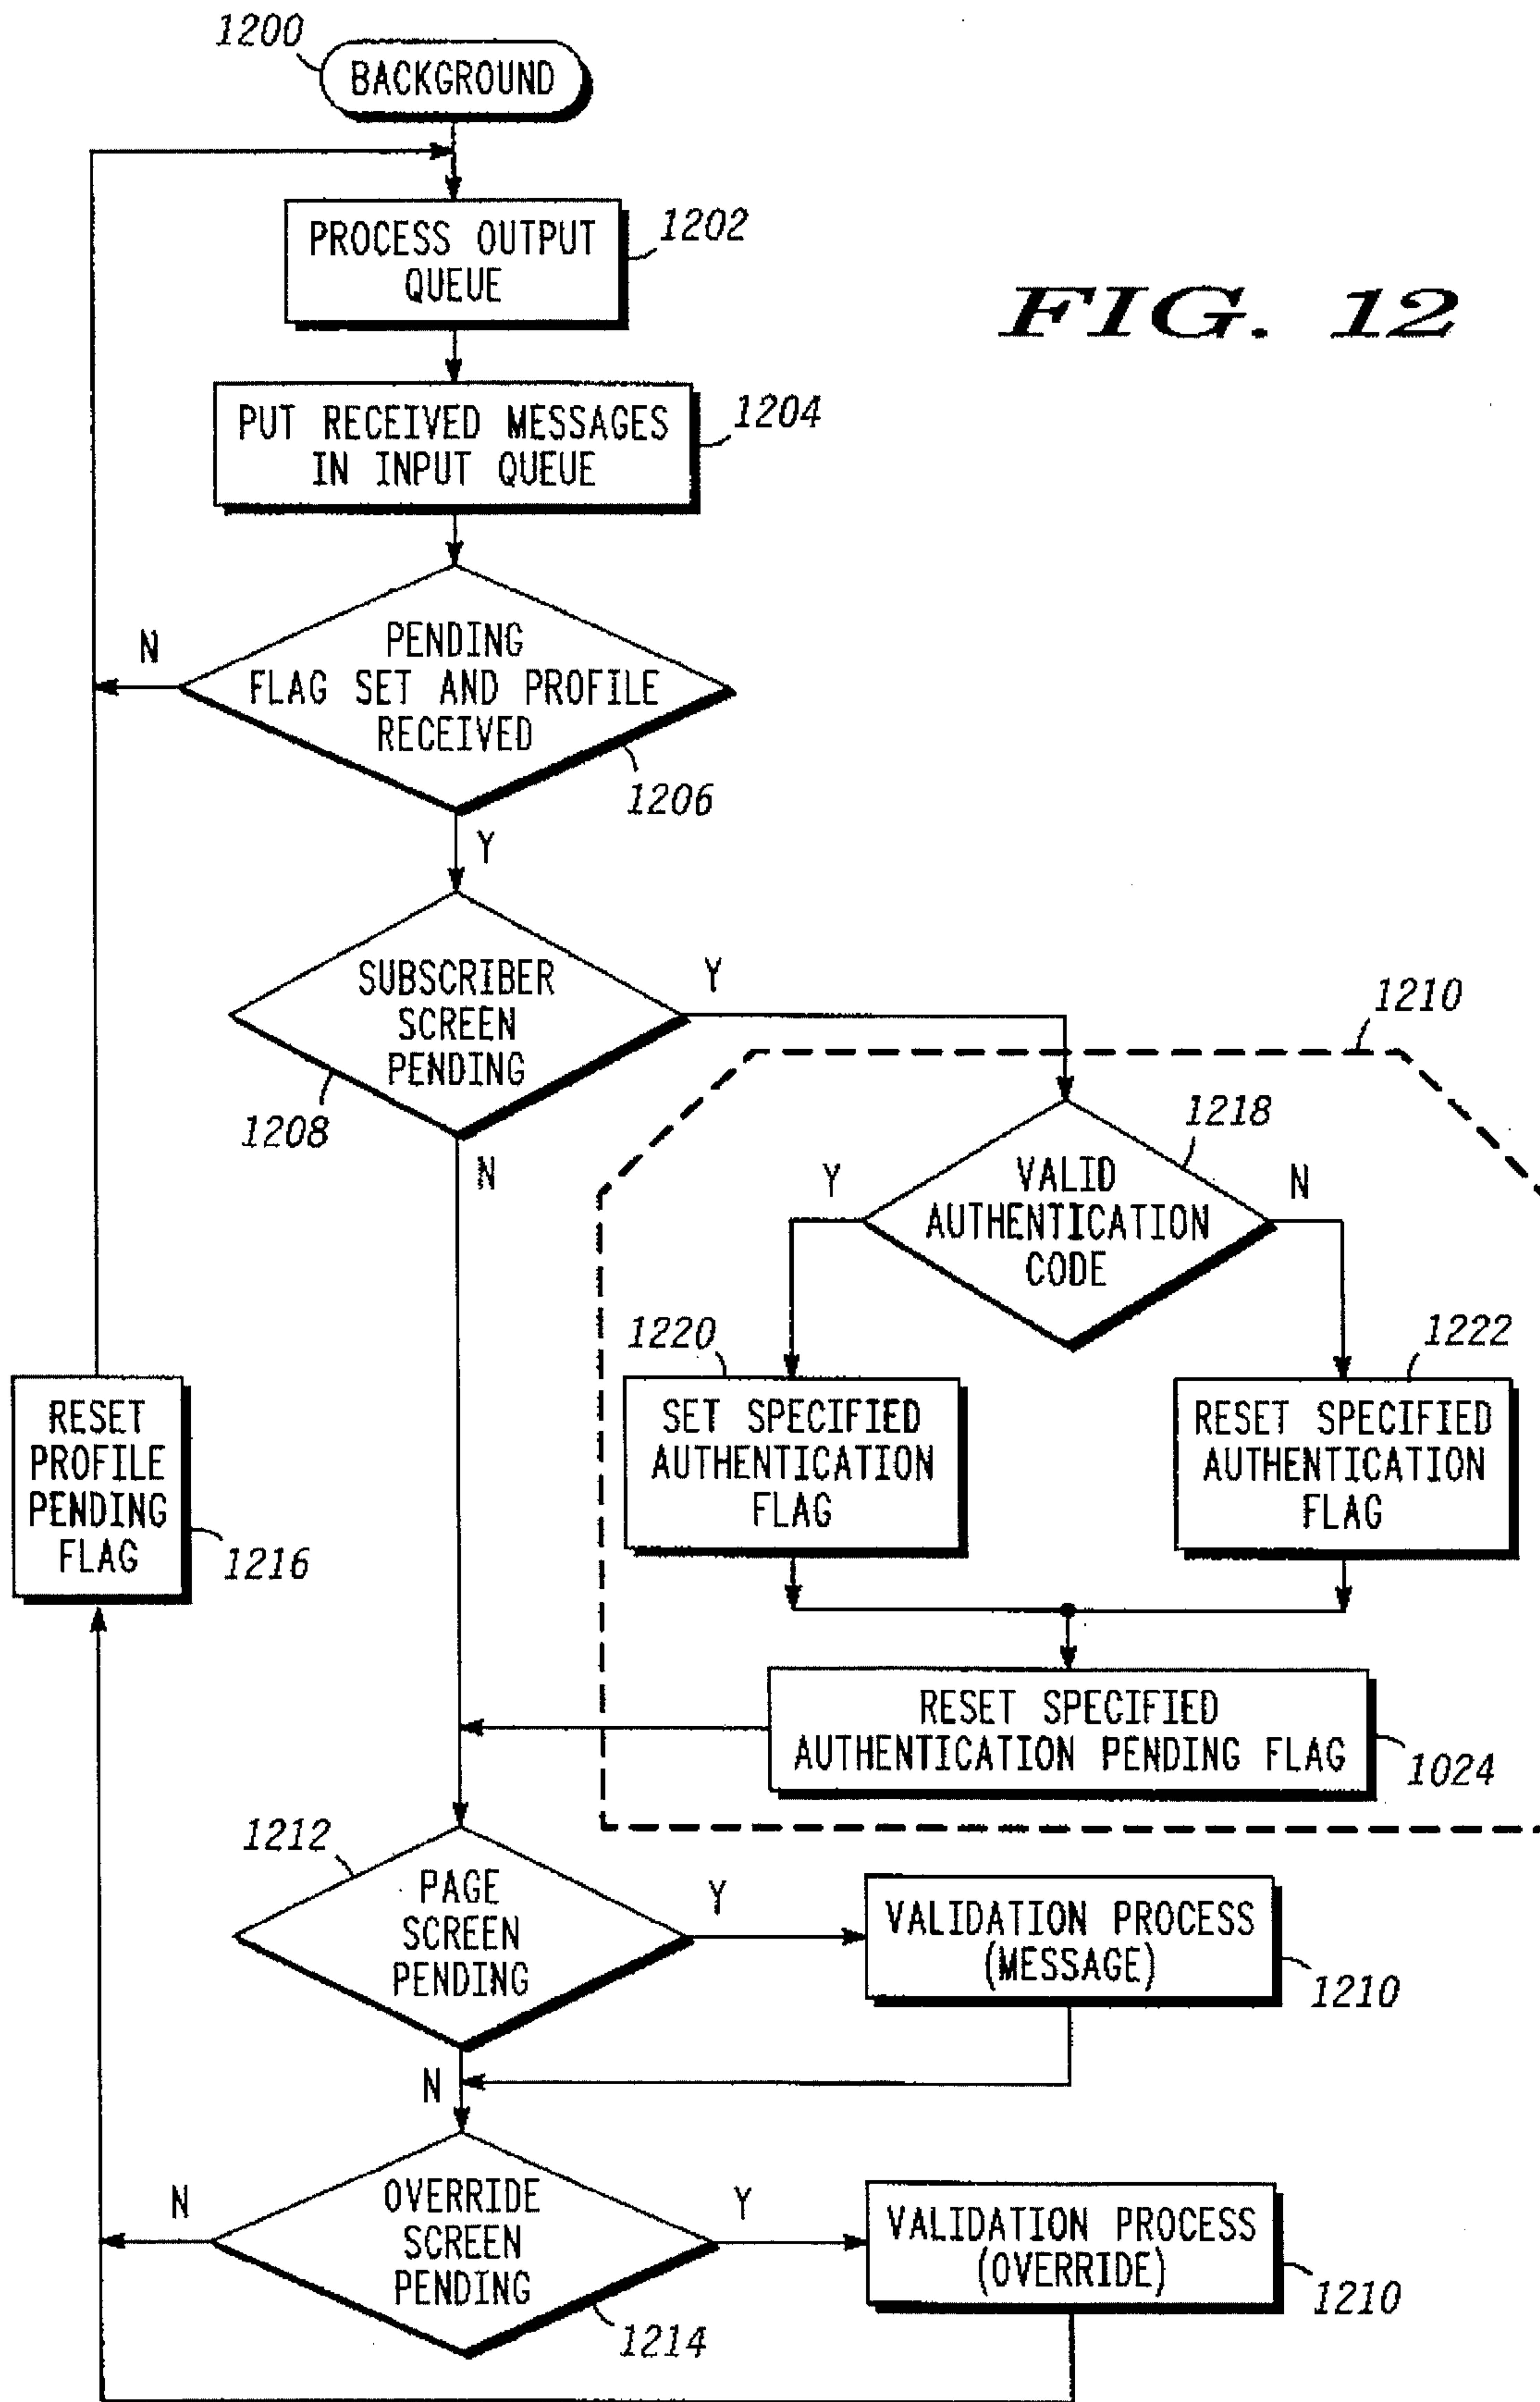 1200
BACKGROUND
PROCESS OUTPUT
QUEUE
1202
FIG. 12
PUT RECEIVED MESSAGES
IN INPUT QUEUE
1204
PENDING
FLAG SET AND PROFILE
RECEIVED
N
1206
Y
SUBSCRIBER
SCREEN
PENDING
Y
1208
N
1210
1218
VALID
AUTHENTICATION
CODE
Y
N
1220
SET SPECIFIED
AUTHENTICATION
FLAG
1222
RESET SPECIFIED
AUTHENTICATION
FLAG
RESET
PROFILE
PENDING
FLAG
1216
RESET SPECIFIED
AUTHENTICATION PENDING FLAG
1024
1212
PAGE
SCREEN
PENDING
Y
VALIDATION PROCESS
(MESSAGE)
1210
N
OVERRIDE
SCREEN
PENDING
N
Y
1214
VALIDATION PROCESS
(OVERRIDE)
1210